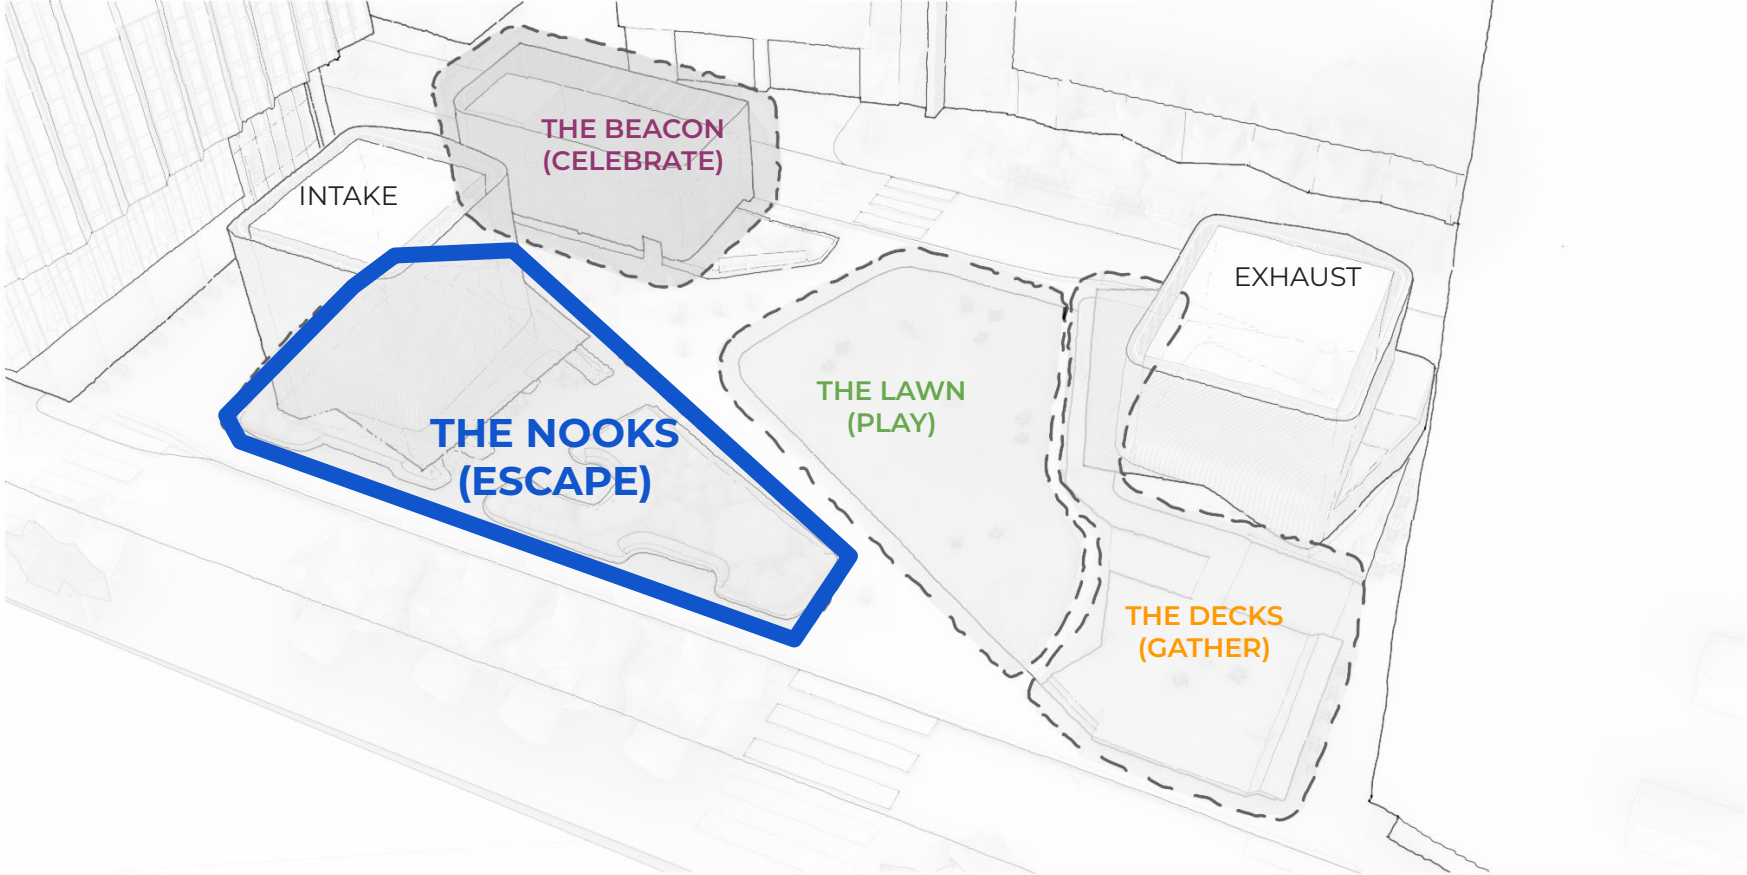 THE BEACON
(CELEBRATE)
INTAKE
EXHAUST
THE LAWN
(PLAY)
THE NOOKS
(ESCAPE)
THE DECKS
(GATHER)